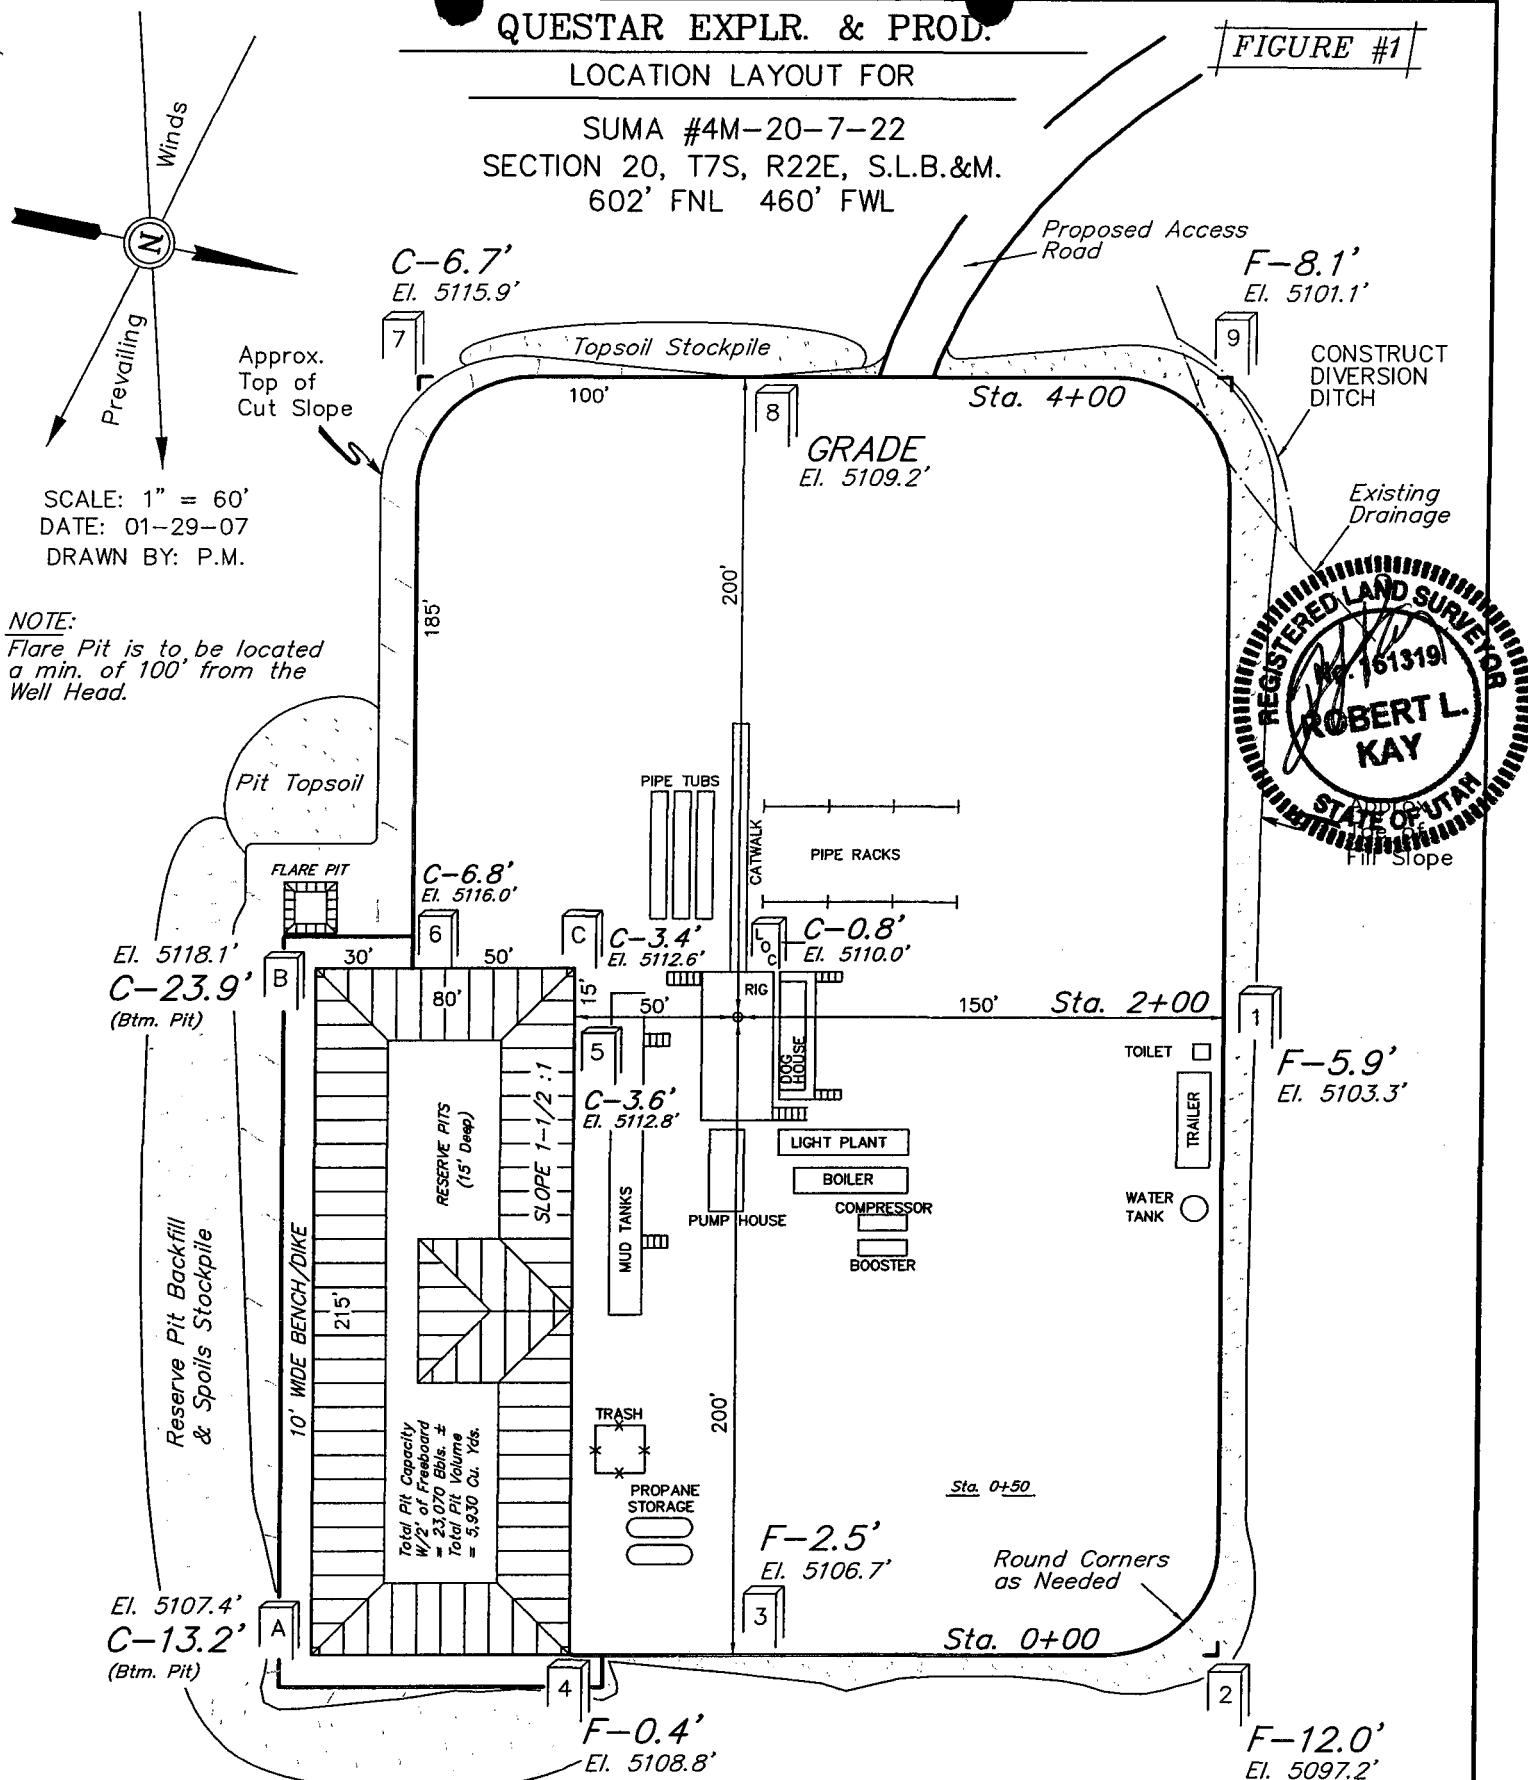 QUESTAR EXPLR. & PROD.
FIGURE #1
LOCATION LAYOUT FOR
SUMA #4M-20-7-22
SECTION 20, T7S, R22E, S.L.B.&M.
602' FNL 460' FWL
Winds
N
Prevailing
SCALE: 1" = 60'
DATE: 01-29-07
DRAWN BY: P.M.
NOTE:
Flare Pit is to be located
a min. of 100' from the
Well Head.
Proposed Access
Road
C-6.7'
El. 5115.9'
7
F-8.1'
El. 5101.1'
9
Approx.
Top of
Cut Slope
Topsoil Stockpile
100'
8
Sta. 4+00
GRADE
El. 5109.2'
CONSTRUCT
DIVERSION
DITCH
Existing
Drainage
REGISTERED LAND SURVEYOR
No. 161319
ROBERT L.
KAY
STATE OF UTAH
Approx.
Toe of
Fill Slope
185'
200'
Pit Topsoil
PIPE TUBS
CATWALK
PIPE RACKS
FLARE PIT
C-6.8'
El. 5116.0'
6
C
C-3.4'
El. 5112.6'
LOC
C-0.8'
El. 5110.0'
El. 5118.1'
C-23.9'
(Btm. Pit)
B
30'
50'
80'
15'
50'
RIG
150'
Sta. 2+00
1
F-5.9'
El. 5103.3'
5
C-3.6'
El. 5112.8'
DOG
HOUSE
TOILET
TRAILER
WATER
TANK
RESERVE PITS
(15' Deep)
SLOPE 1-1/2 :1
MUD TANKS
LIGHT PLANT
BOILER
PUMP HOUSE
COMPRESSOR
BOOSTER
Reserve Pit Backfill
& Spoils Stockpile
10' WIDE BENCH/DIKE
215'
Total Pit Capacity
W/2' of Freeboard
= 23,070 Bbls. ±
Total Pit Volume
= 5,930 Cu. Yds.
TRASH
PROPANE
STORAGE
200'
Sta. 0+50
F-2.5'
El. 5106.7'
3
Round Corners
as Needed
Sta. 0+00
El. 5107.4'
C-13.2'
(Btm. Pit)
A
4
F-0.4'
El. 5108.8'
2
F-12.0'
El. 5097.2'